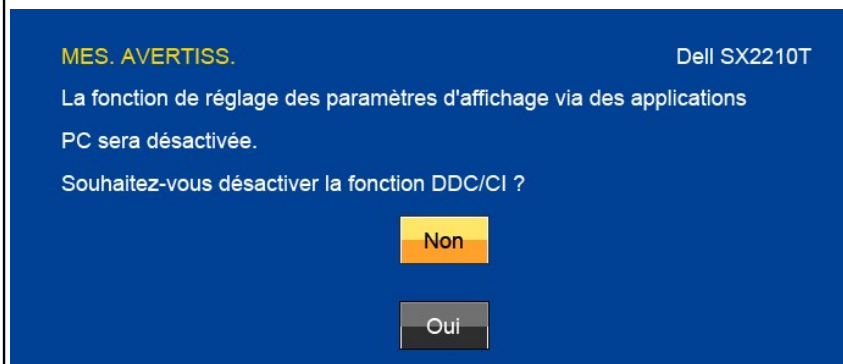 MES. AVERTISS. Dell SX2210T
La fonction de réglage des paramètres d'affichage via des applications
PC sera désactivée.
Souhaitez-vous désactiver la fonction DDC/CI ?
Non
Oui